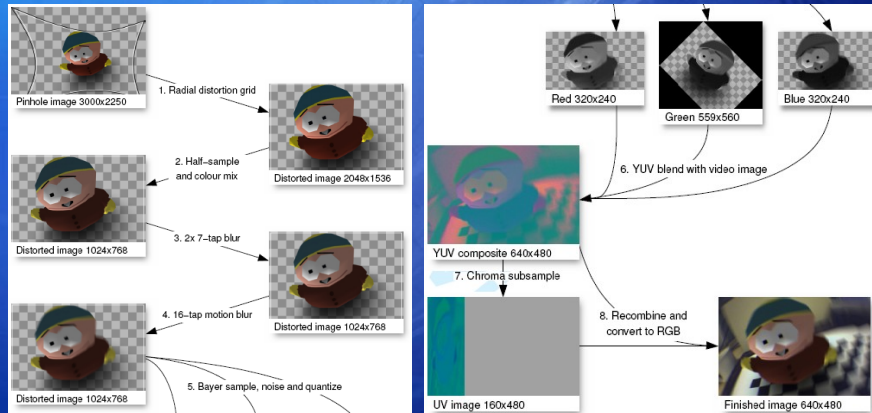 Pinhole image 3000x2250
1. Radial distortion grid
Distorted image 2048x1536
2. Half-sample
and colour mix
Distorted image 1024x768
3. 2x 7-tap blur
Distorted image 1024x768
4. 16-tap motion blur
Distorted image 1024x768
5. Bayer sample, noise and quantize
Red 320x240
Green 559x560
Blue 320x240
6. YUV blend with video image
YUV composite 640x480
7. Chroma subsample
UV image 160x480
8. Recombine and
convert to RGB
Finished image 640x480